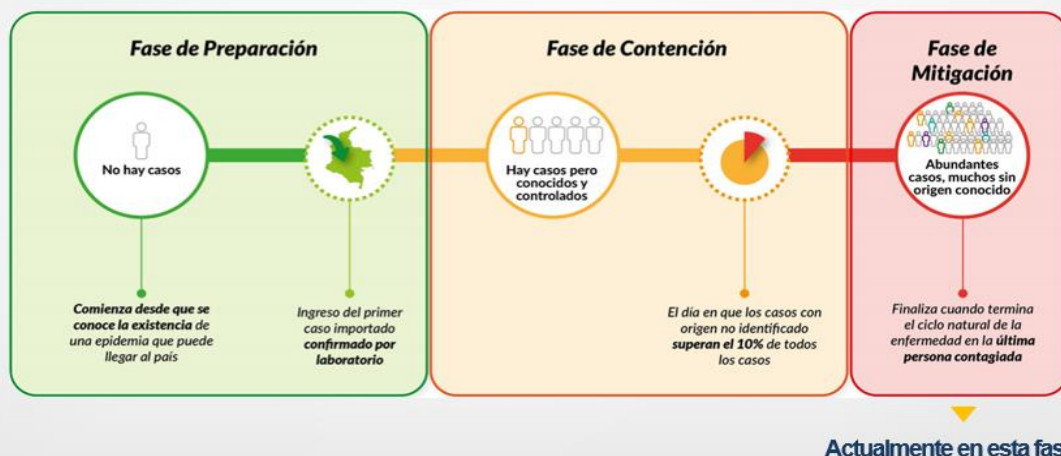 Fase de Preparación
No hay casos
Comienza desde que se
conoce la existencia de
una epidemia que puede
llegar al país
Ingreso del primer
caso importado
confirmado por
laboratorio
Fase de Contención
Hay casos pero
conocidos y
controlados
El día en que los casos con
origen no identificado
superan el 10% de todos
los casos
Fase de
Mitigación
Abundantes
casos, muchos sin
origen conocido
Finaliza cuando termina
el ciclo natural de la
enfermedad en la última
persona contagiada
Actualmente en esta fas